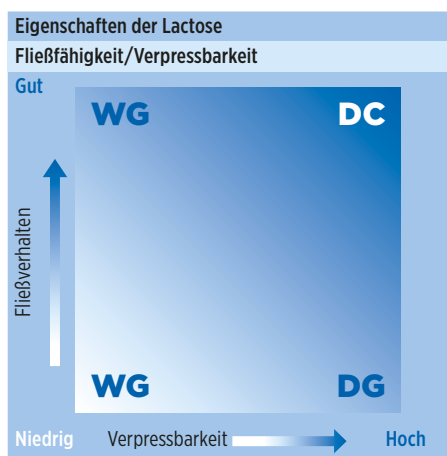 Eigenschaften der Lactose
Fließfähigkeit/Verpressbarkeit
Gut
WG DC
Fließverhalten
WG DG
Niedrig Verpressbarkeit Hoch